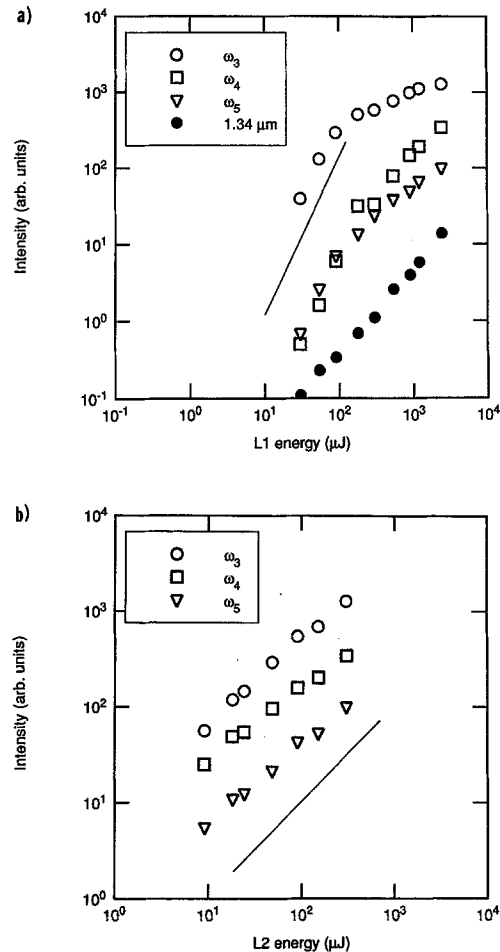 a)
10⁴
10³
10²
10¹
10⁰
10⁻¹
Intensity (arb. units)
ω₃
ω₄
ω₅
1.34 μm
10⁻¹ 10⁰ 10¹ 10² 10³ 10⁴
L1 energy (μJ)
b)
10⁴
10³
10²
10¹
10⁰
Intensity (arb. units)
ω₃
ω₄
ω₅
10⁰ 10¹ 10² 10³ 10⁴
L2 energy (μJ)